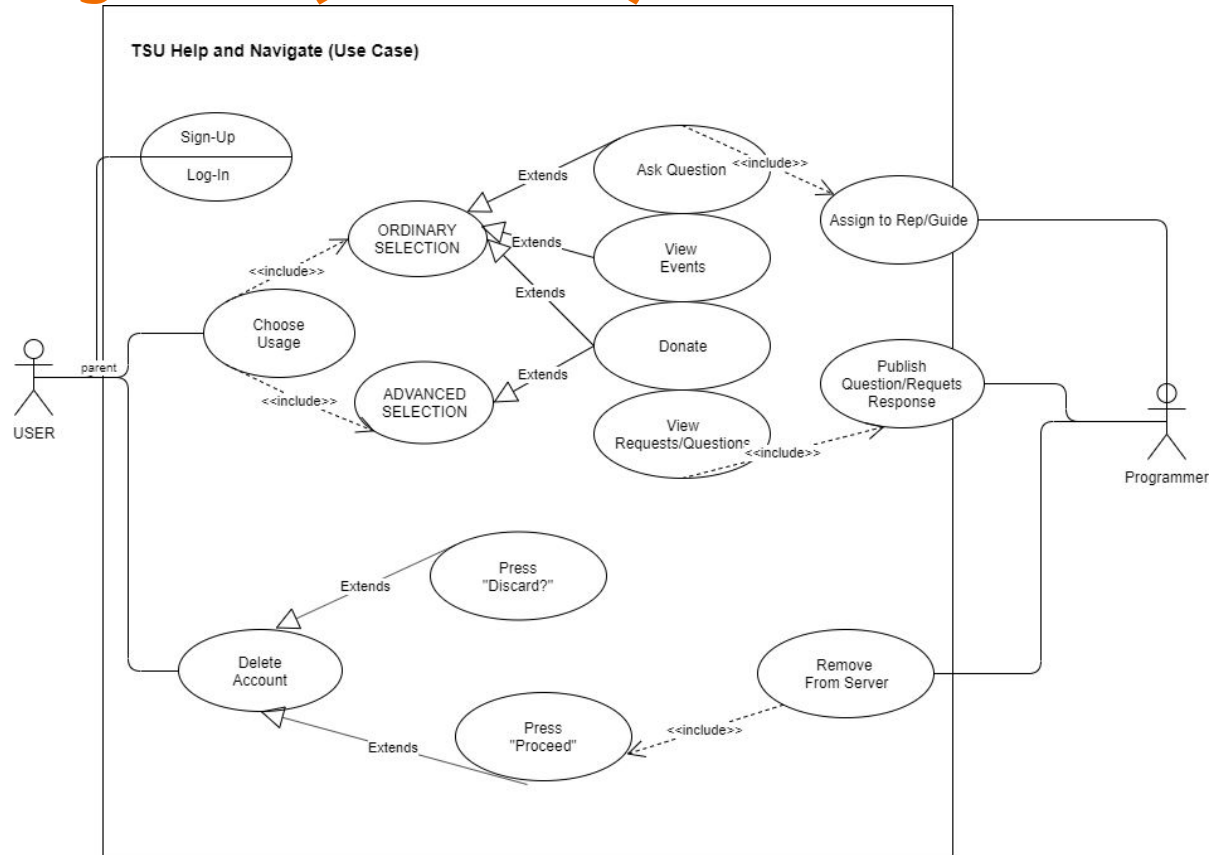 TSU Help and Navigate (Use Case)
Sign-Up
Log-In
ORDINARY
SELECTION
Extends
Ask Question
<<include>>
Assign to Rep/Guide
Extends
View
Events
<<include>>
Extends
Choose
Usage
Donate
parent
USER
<<include>>
ADVANCED
SELECTION
Extends
Publish
Question/Requets
Response
View
Requests/Questions
<<include>>
Programmer
Press
"Discard?"
Extends
Delete
Account
Remove
From Server
Press
"Proceed"
Extends
<<include>>